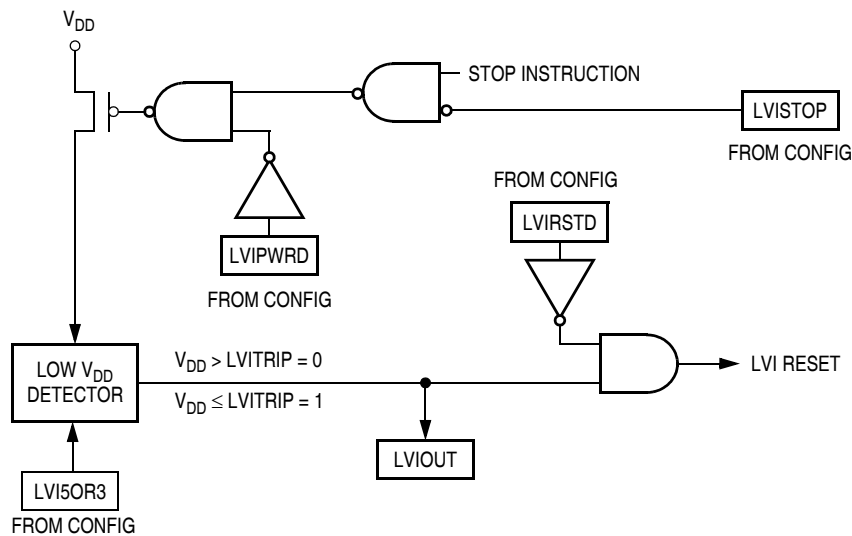 VDD
STOP INSTRUCTION
LVISTOP
FROM CONFIG
FROM CONFIG
LVIRSTD
LVIPWRD
FROM CONFIG
LOW VDD
DETECTOR
VDD > LVITRIP = 0
VDD ≤ LVITRIP = 1
LVI RESET
LVIOUT
LVI5OR3
FROM CONFIG